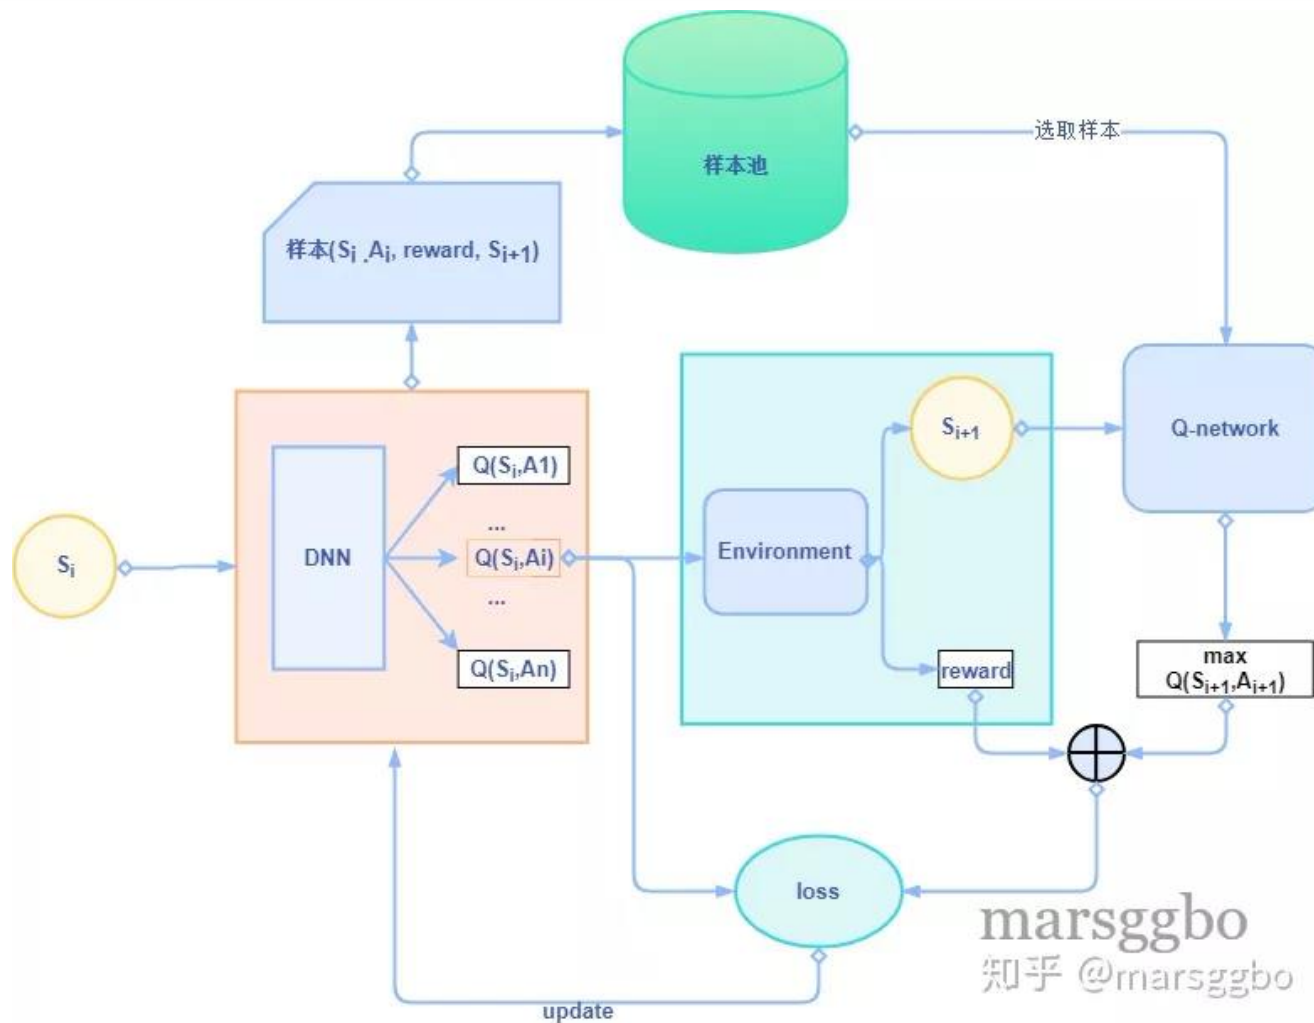 样本池
选取样本
样本(Si .Ai, reward, Si+1)
Si+1
Q-network
Q(Si,A1)
...
Si
DNN
Q(Si,Ai)
Environment
...
Q(Si,An)
reward
max
Q(Si+1,Ai+1)
loss
marsggbo
知乎 @marsggbo
update